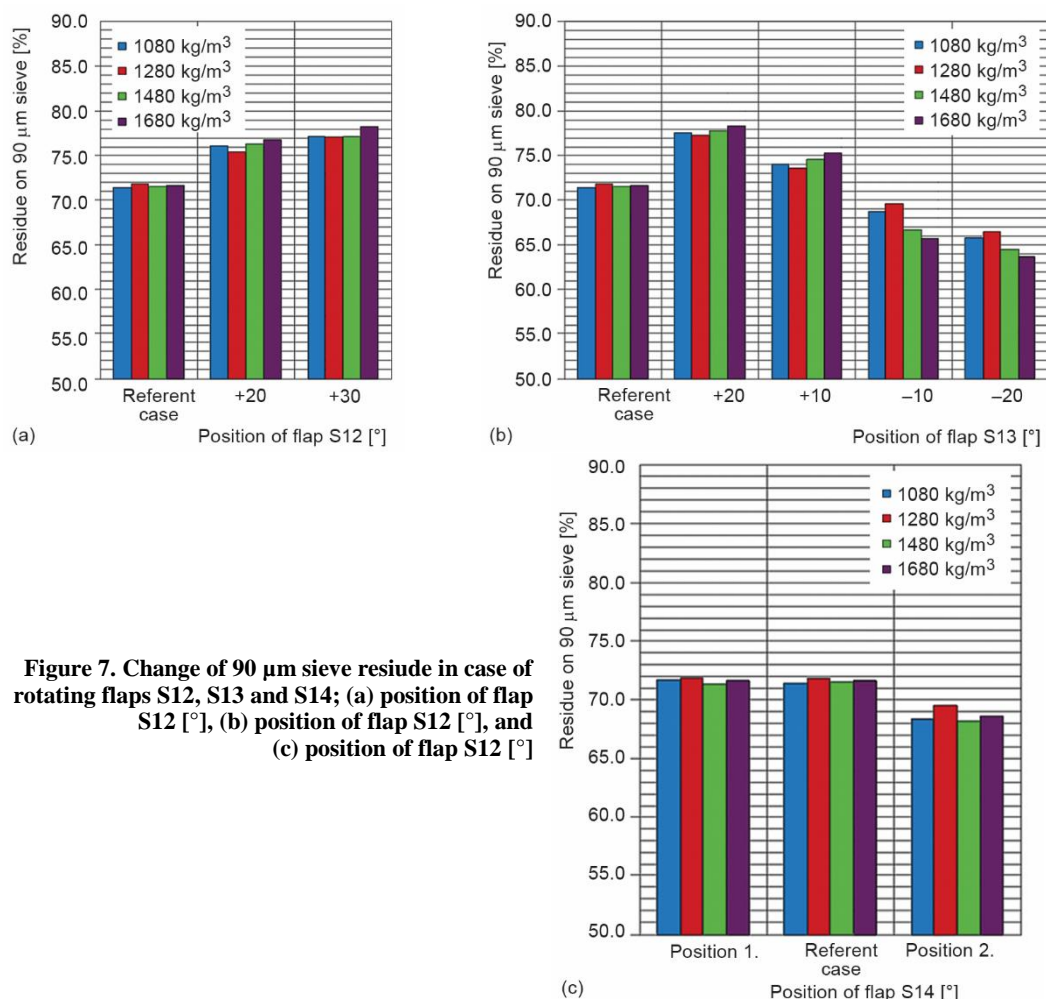 Residue on 90 μm sieve [%]
90.0
85.0
80.0
75.0
70.0
65.0
60.0
55.0
50.0
1080 kg/m³
1280 kg/m³
1480 kg/m³
1680 kg/m³
Referent case
+20
+30
(a)
Position of flap S12 [°]
Residue on 90 μm sieve [%]
90.0
85.0
80.0
75.0
70.0
65.0
60.0
55.0
50.0
1080 kg/m³
1280 kg/m³
1480 kg/m³
1680 kg/m³
Referent case
+20
+10
–10
–20
(b)
Position of flap S13 [°]
Figure 7. Change of 90 µm sieve resiude in case of
rotating flaps S12, S13 and S14; (a) position of flap
S12 [°], (b) position of flap S12 [°], and
(c) position of flap S12 [°]
Residue on 90 μm sieve [%]
90.0
85.0
80.0
75.0
70.0
65.0
60.0
55.0
50.0
1080 kg/m³
1280 kg/m³
1480 kg/m³
1680 kg/m³
Position 1.
Referent case
Position 2.
(c)
Position of flap S14 [°]